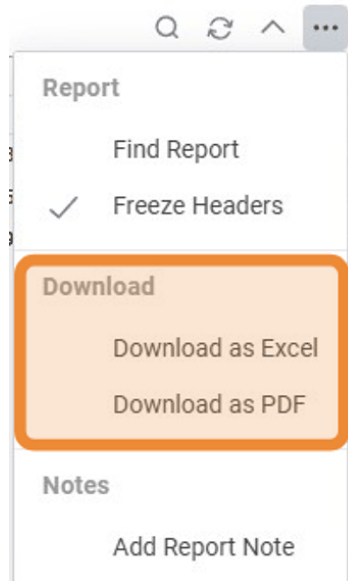 Report
Find Report
Freeze Headers
Download
Download as Excel
Download as PDF
Notes
Add Report Note